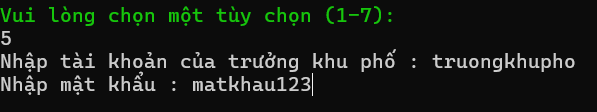 Vui lòng chọn một tùy chọn (1-7):
5
Nhập tài khoản của trưởng khu phố : truongkhupho
Nhập mật khẩu : matkhau123